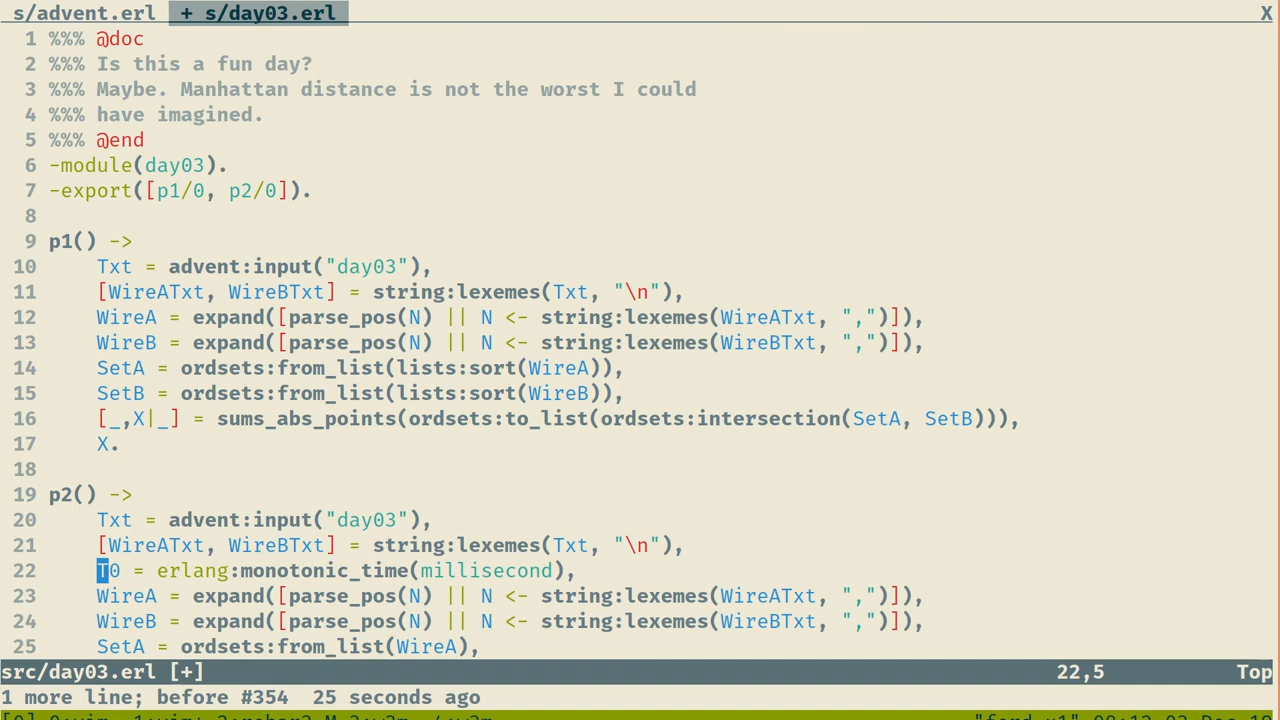 s/advent.erl  + s/day03.erl X
1 %%% @doc
2 %%% Is this a fun day?
3 %%% Maybe. Manhattan distance is not the worst I could
4 %%% have imagined.
5 %%% @end
6 -module(day03).
7 -export([p1/0, p2/0]).
8
9 p1() ->
10     Txt = advent:input("day03"),
11     [WireATxt, WireBTxt] = string:lexemes(Txt, "\n"),
12     WireA = expand([parse_pos(N) || N <- string:lexemes(WireATxt, ",")]),
13     WireB = expand([parse_pos(N) || N <- string:lexemes(WireBTxt, ",")]),
14     SetA = ordsets:from_list(lists:sort(WireA)),
15     SetB = ordsets:from_list(lists:sort(WireB)),
16     [_,X|_] = sums_abs_points(ordsets:to_list(ordsets:intersection(SetA, SetB))),
17     X.
18
19 p2() ->
20     Txt = advent:input("day03"),
21     [WireATxt, WireBTxt] = string:lexemes(Txt, "\n"),
22     T0 = erlang:monotonic_time(millisecond),
23     WireA = expand([parse_pos(N) || N <- string:lexemes(WireATxt, ",")]),
24     WireB = expand([parse_pos(N) || N <- string:lexemes(WireBTxt, ",")]),
25     SetA = ordsets:from_list(WireA),
src/day03.erl [+] 22,5 Top
1 more line; before #354  25 seconds ago